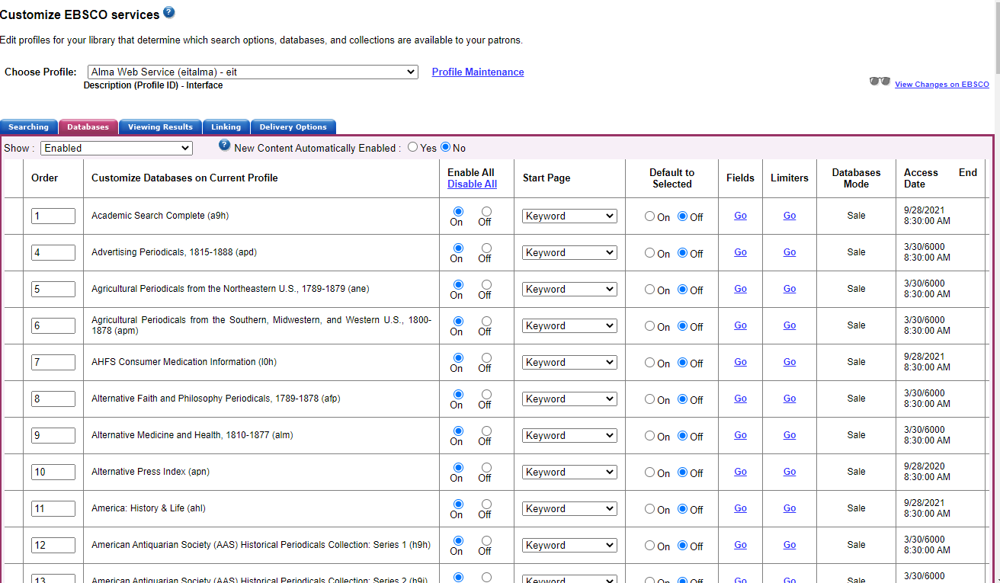 Customize EBSCO services ?
Edit profiles for your library that determine which search options, databases, and collections are available to your patrons.
Choose Profile: Alma Web Service (eitalma) - eit Profile Maintenance
Description (Profile ID) - Interface
View Changes on EBSCO
Searching Databases Viewing Results Linking Delivery Options
Show : Enabled ? New Content Automatically Enabled : Yes No
Order Customize Databases on Current Profile Enable All Disable All Start Page Default to Selected Fields Limiters Databases Mode Access End Date
1 Academic Search Complete (a9h) On Off Keyword On Off Go Go Sale 9/28/2021 8:30:00 AM
4 Advertising Periodicals, 1815-1888 (apd) On Off Keyword On Off Go Go Sale 3/30/6000 8:30:00 AM
5 Agricultural Periodicals from the Northeastern U.S., 1789-1879 (ane) On Off Keyword On Off Go Go Sale 3/30/6000 8:30:00 AM
6 Agricultural Periodicals from the Southern, Midwestern, and Western U.S., 1800-1878 (apm) On Off Keyword On Off Go Go Sale 3/30/6000 8:30:00 AM
7 AHFS Consumer Medication Information (l0h) On Off Keyword On Off Go Go Sale 9/28/2021 8:30:00 AM
8 Alternative Faith and Philosophy Periodicals, 1789-1878 (afp) On Off Keyword On Off Go Go Sale 3/30/6000 8:30:00 AM
9 Alternative Medicine and Health, 1810-1877 (alm) On Off Keyword On Off Go Go Sale 3/30/6000 8:30:00 AM
10 Alternative Press Index (apn) On Off Keyword On Off Go Go Sale 9/28/2020 8:30:00 AM
11 America: History & Life (ahl) On Off Keyword On Off Go Go Sale 9/28/2021 8:30:00 AM
12 American Antiquarian Society (AAS) Historical Periodicals Collection: Series 1 (h9h) On Off Keyword On Off Go Go Sale 3/30/6000 8:30:00 AM
13 American Antiquarian Society (AAS) Historical Periodicals Collection: Series 2 (h9i) Keyword On Off Go Go Sale 3/30/6000